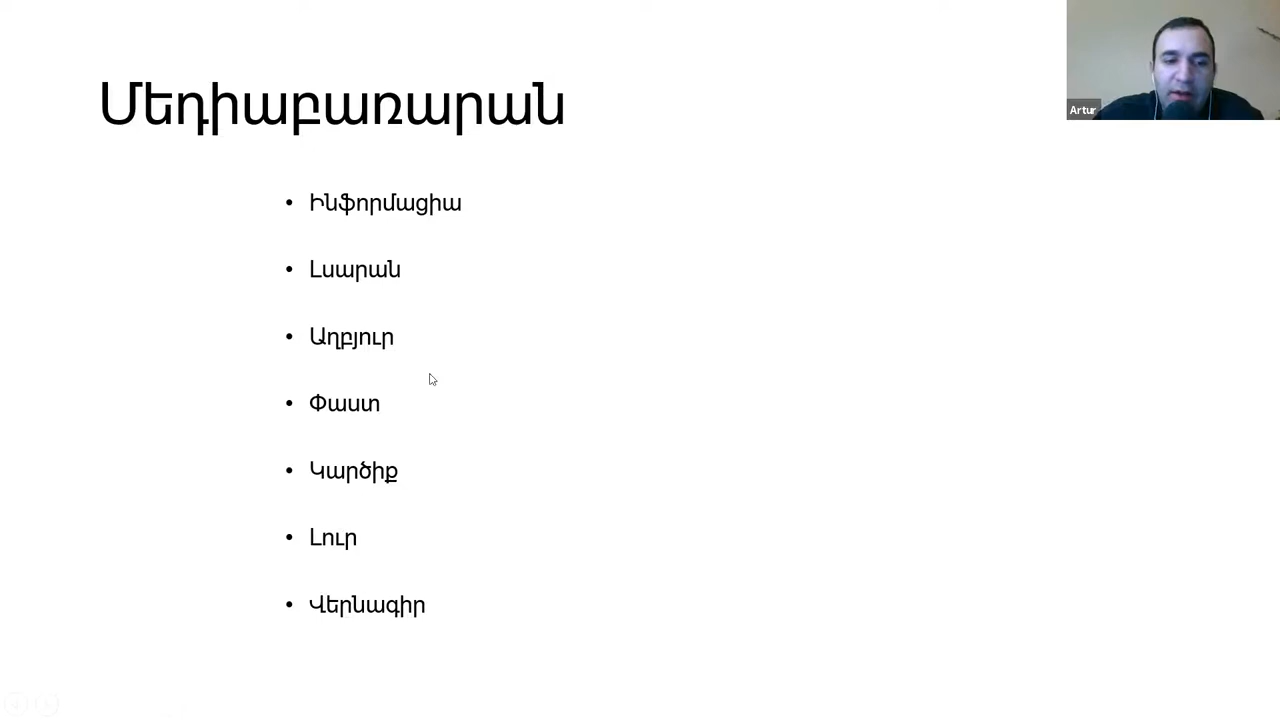 Մեդիաբառարան
Artur
• Ինֆորմացիա
• Լսարան
• Աղբյուր
• Փաստ
• Կարծիք
• Լուր
• Վերնագիր